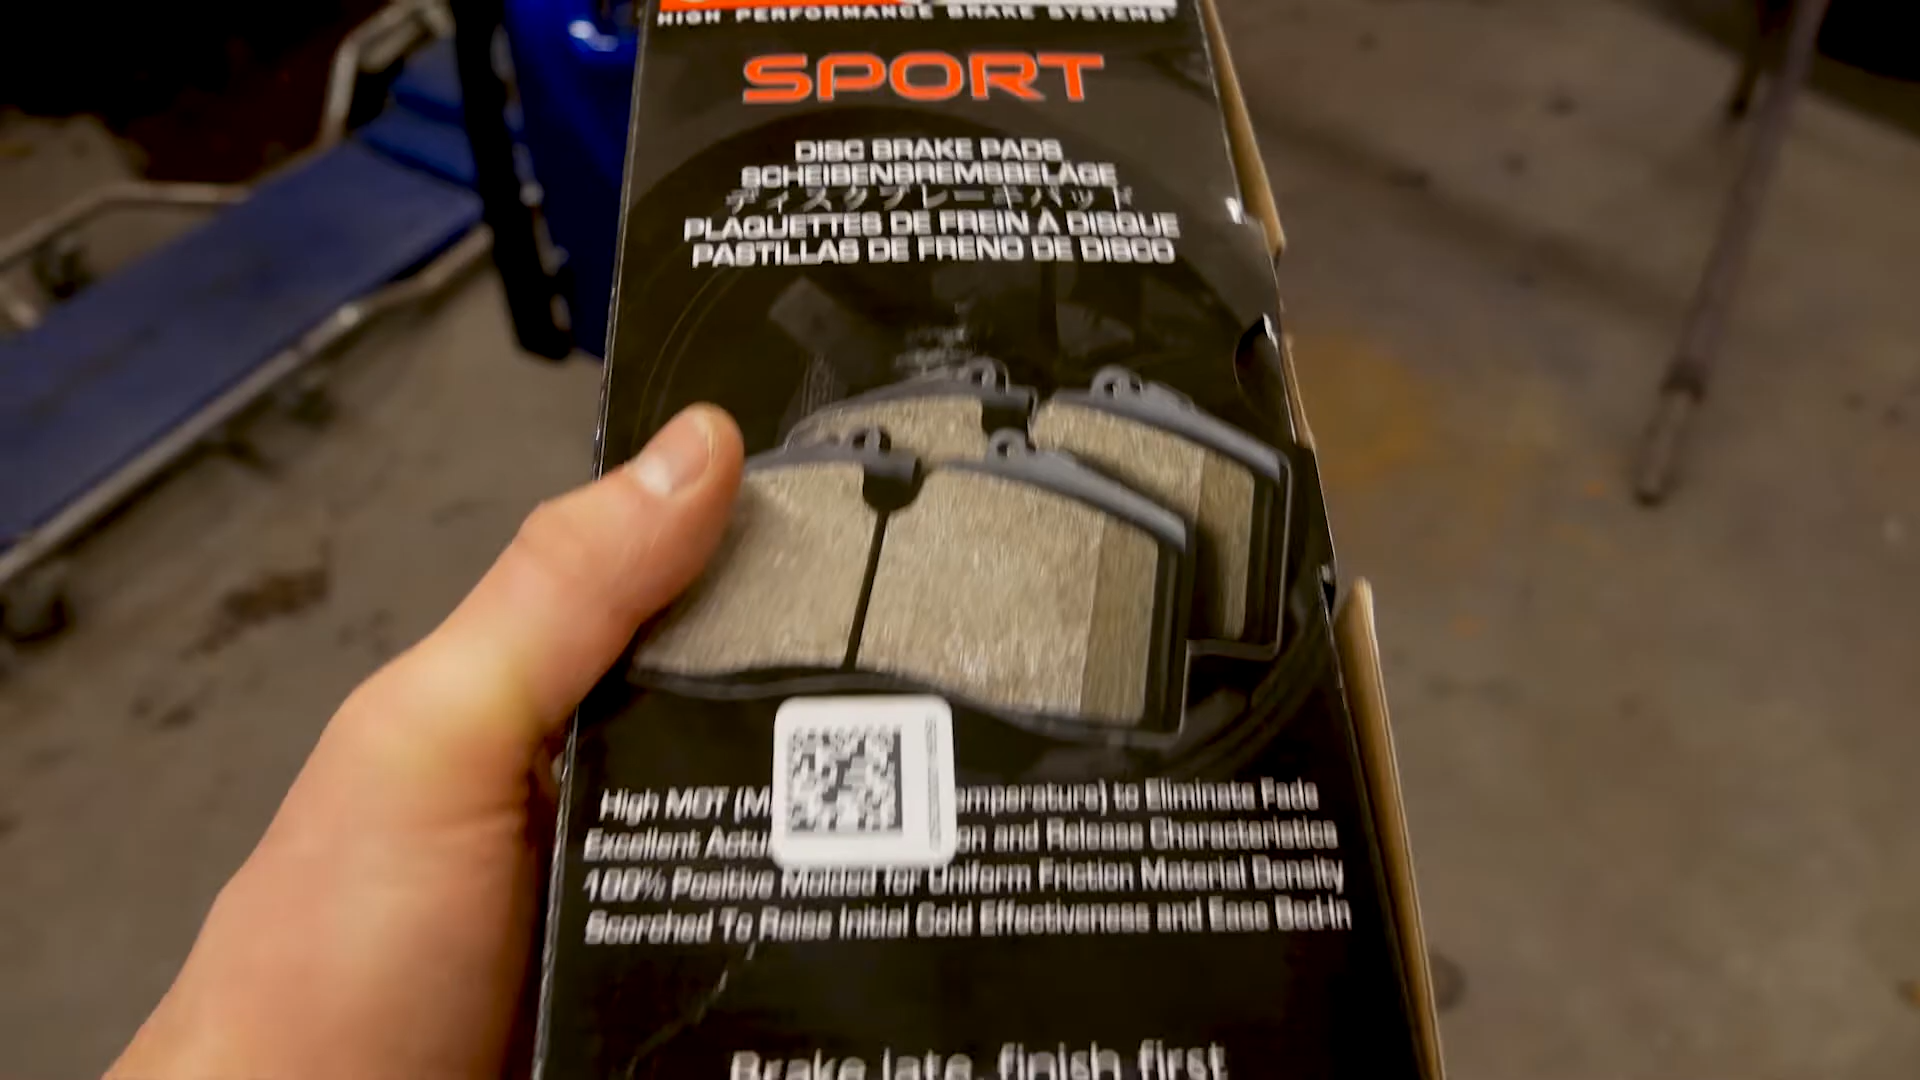 HIGH PERFORMANCE BRAKE SYSTEMS
SPORT
DISC BRAKE PADS
SCHEIBENBREMSBELÄGE
ディスクブレーキパッド
PLAQUETTES DE FREIN À DISQUE
PASTILLAS DE FRENO DE DISCO
High MOT (M emperature) to Eliminate Fade
Excellent Actu on and Release Characteristics
100% Positive Molded for Uniform Friction Material Density
Scorched To Raise Initial Cold Effectiveness and Ease Bed-In
Brake late, finish first